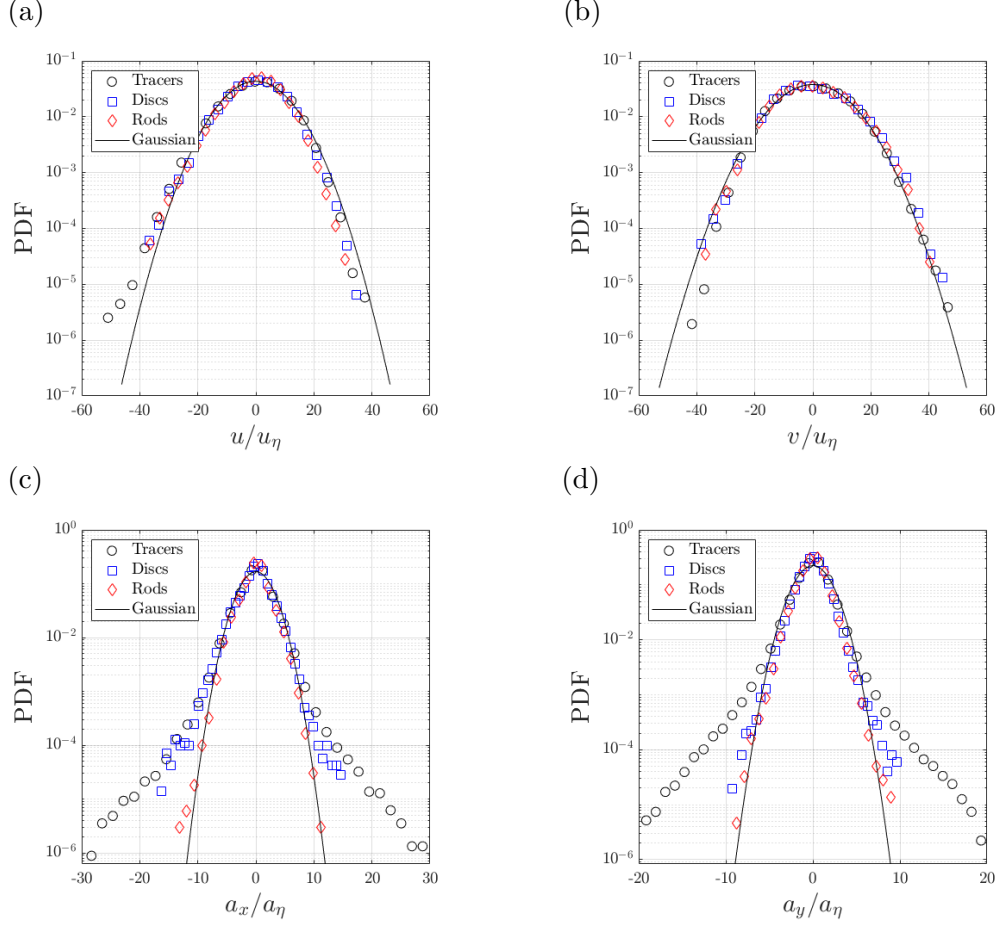 (a)
(b)
10^-1
10^-2
10^-3
10^-4
10^-5
10^-6
10^-7
PDF
Tracers
Discs
Rods
Gaussian
-60 -40 -20 0 20 40 60
u/u_η
10^-1
10^-2
10^-3
10^-4
10^-5
10^-6
10^-7
PDF
Tracers
Discs
Rods
Gaussian
-60 -40 -20 0 20 40 60
v/u_η
(c)
(d)
10^0
10^-2
10^-4
10^-6
PDF
Tracers
Discs
Rods
Gaussian
-30 -20 -10 0 10 20 30
a_x/a_η
10^0
10^-2
10^-4
10^-6
PDF
Tracers
Discs
Rods
Gaussian
-20 -10 0 10 20
a_y/a_η